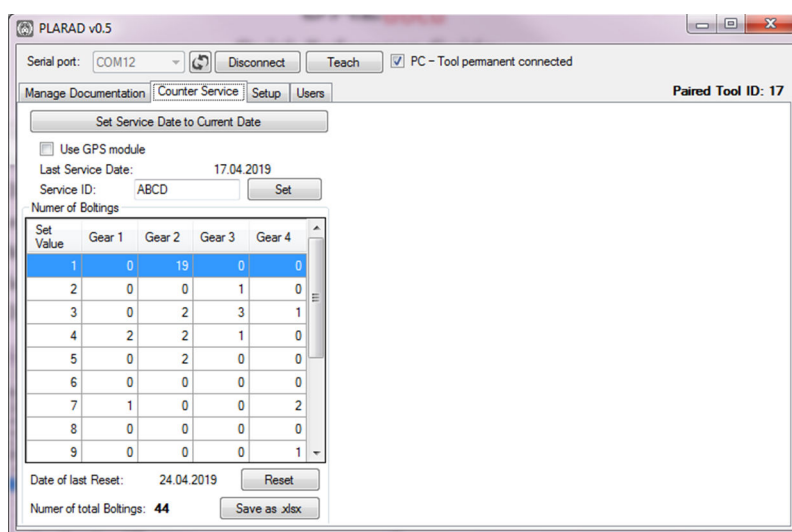 PLARAD v0.5
Serial port: COM12 Disconnect Teach PC - Tool permanent connected
Manage Documentation Counter Service Setup Users Paired Tool ID: 17
Set Service Date to Current Date
Use GPS module
Last Service Date: 17.04.2019
Service ID: ABCD Set
Numer of Boltings
Set Value Gear 1 Gear 2 Gear 3 Gear 4
1 0 19 0 0
2 0 0 1 0
3 0 2 3 1
4 2 2 1 0
5 0 2 0 0
6 0 0 0 0
7 1 0 0 2
8 0 0 0 0
9 0 0 0 1
Date of last Reset: 24.04.2019 Reset
Numer of total Boltings: 44 Save as .xlsx